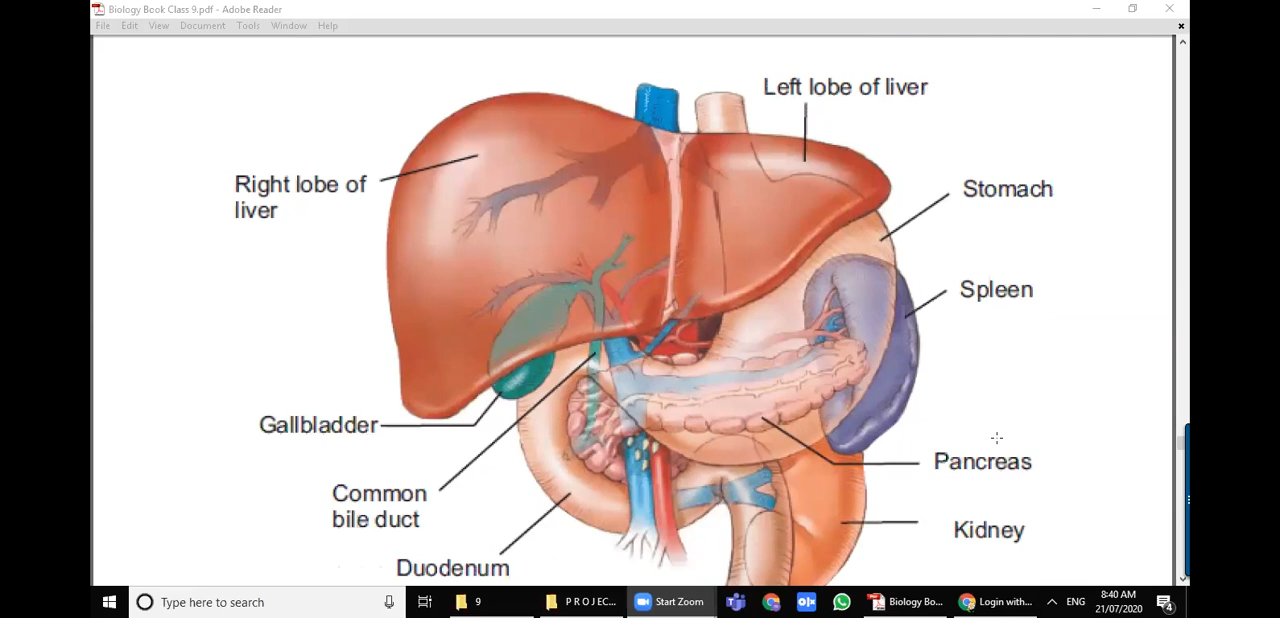 Biology Book Class 9.pdf - Adobe Reader
File Edit View Document Tools Window Help
Left lobe of liver
Right lobe of
liver
Stomach
Spleen
Gallbladder
Pancreas
Common
bile duct
Kidney
Duodenum
Type here to search
9
P R O J E C...
Start Zoom
Biology Bo...
Login with...
ENG
8:40 AM
21/07/2020
4